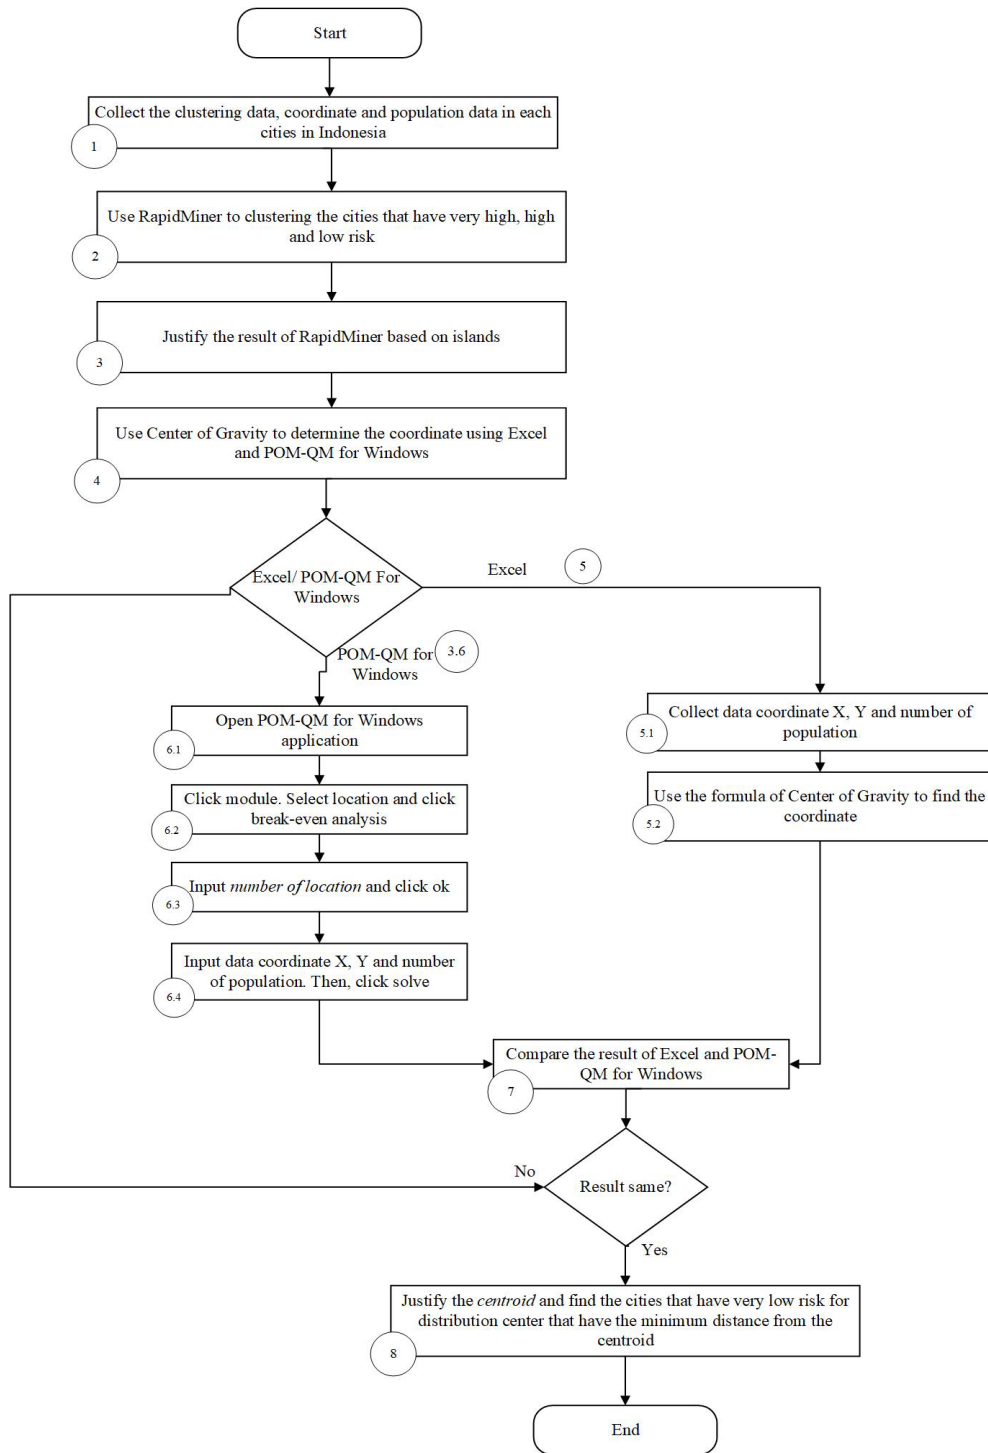 Start
Collect the clustering data, coordinate and population data in each
cities in Indonesia
1
Use RapidMiner to clustering the cities that have very high, high
and low risk
2
Justify the result of RapidMiner based on islands
3
Use Center of Gravity to determine the coordinate using Excel
and POM-QM for Windows
4
Excel/ POM-QM For
Windows
Excel
5
POM-QM for
Windows
3.6
Open POM-QM for Windows
application
6.1
Click module. Select location and click
break-even analysis
6.2
Input number of location and click ok
6.3
Input data coordinate X, Y and number
of population. Then, click solve
6.4
Collect data coordinate X, Y and number of
population
5.1
Use the formula of Center of Gravity to find the
coordinate
5.2
Compare the result of Excel and POM-
QM for Windows
7
No
Result same?
Yes
Justify the centroid and find the cities that have very low risk for
distribution center that have the minimum distance from the
centroid
8
End